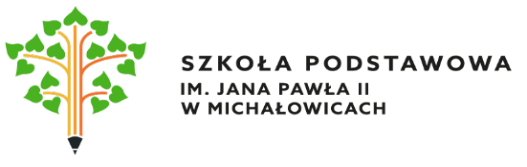 SZKOŁA PODSTAWOWA
IM. JANA PAWŁA II
W MICHAŁOWICACH